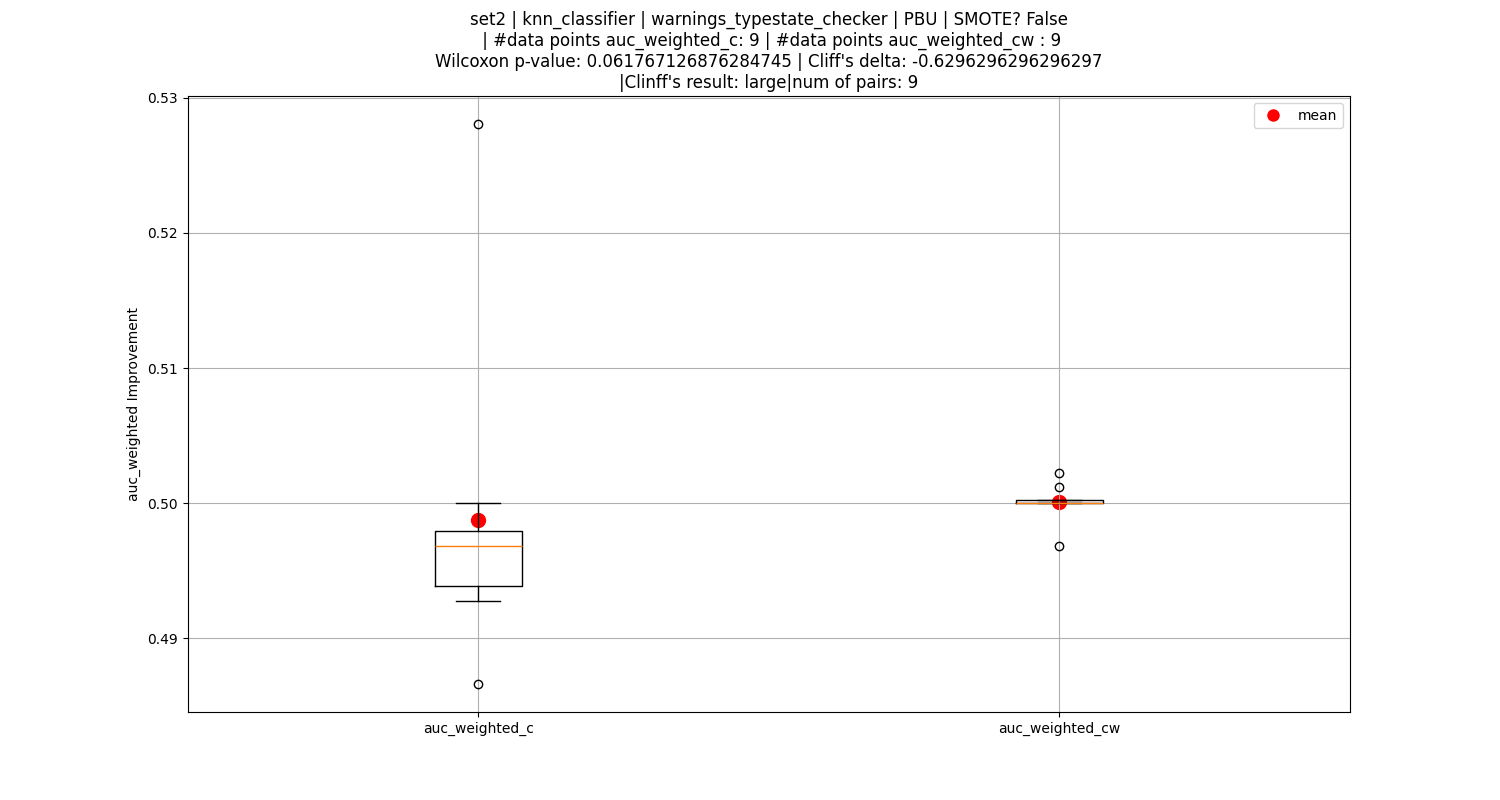 set2 | knn_classifier | warnings_typestate_checker | PBU | SMOTE? False
| #data points auc_weighted_c: 9 | #data points auc_weighted_cw : 9
Wilcoxon p-value: 0.061767126876284745 | Cliff's delta: -0.6296296296296297
|Clinff's result: large|num of pairs: 9
mean
auc_weighted Improvement
0.53
0.52
0.51
0.50
0.49
auc_weighted_c
auc_weighted_cw